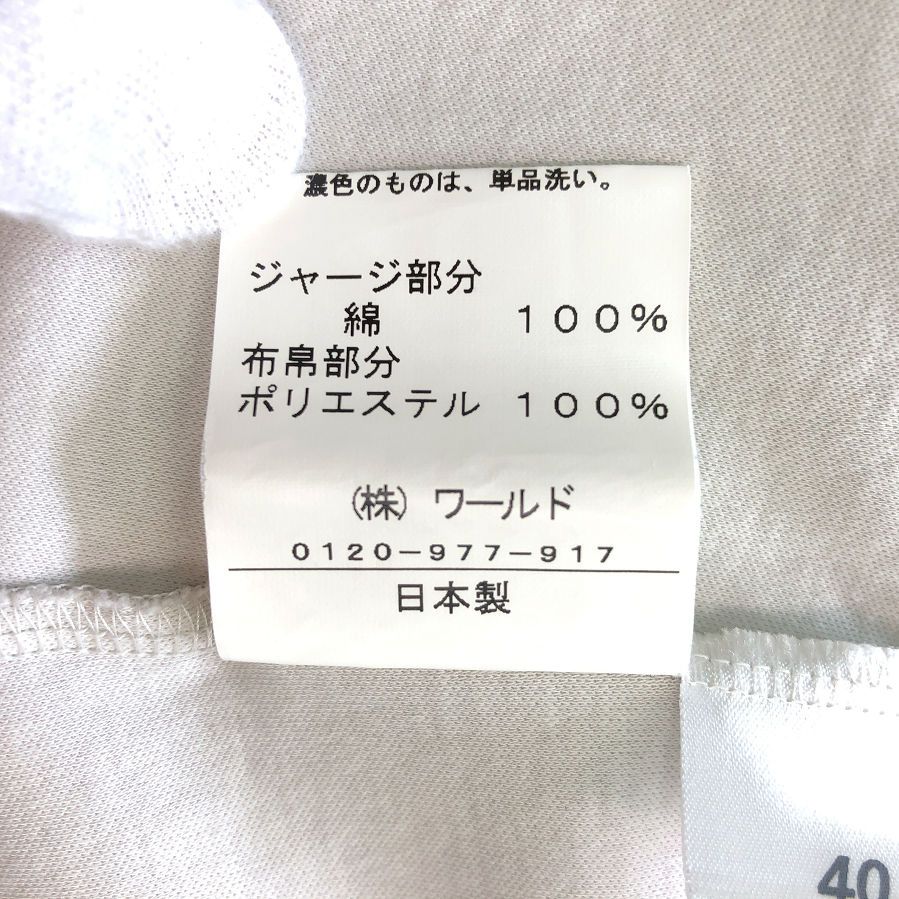 濃色のものは、単品洗い。
ジャージ部分
綿 100%
布帛部分
ポリエステル 100%
(株) ワールド
0120-977-917
日本製
40